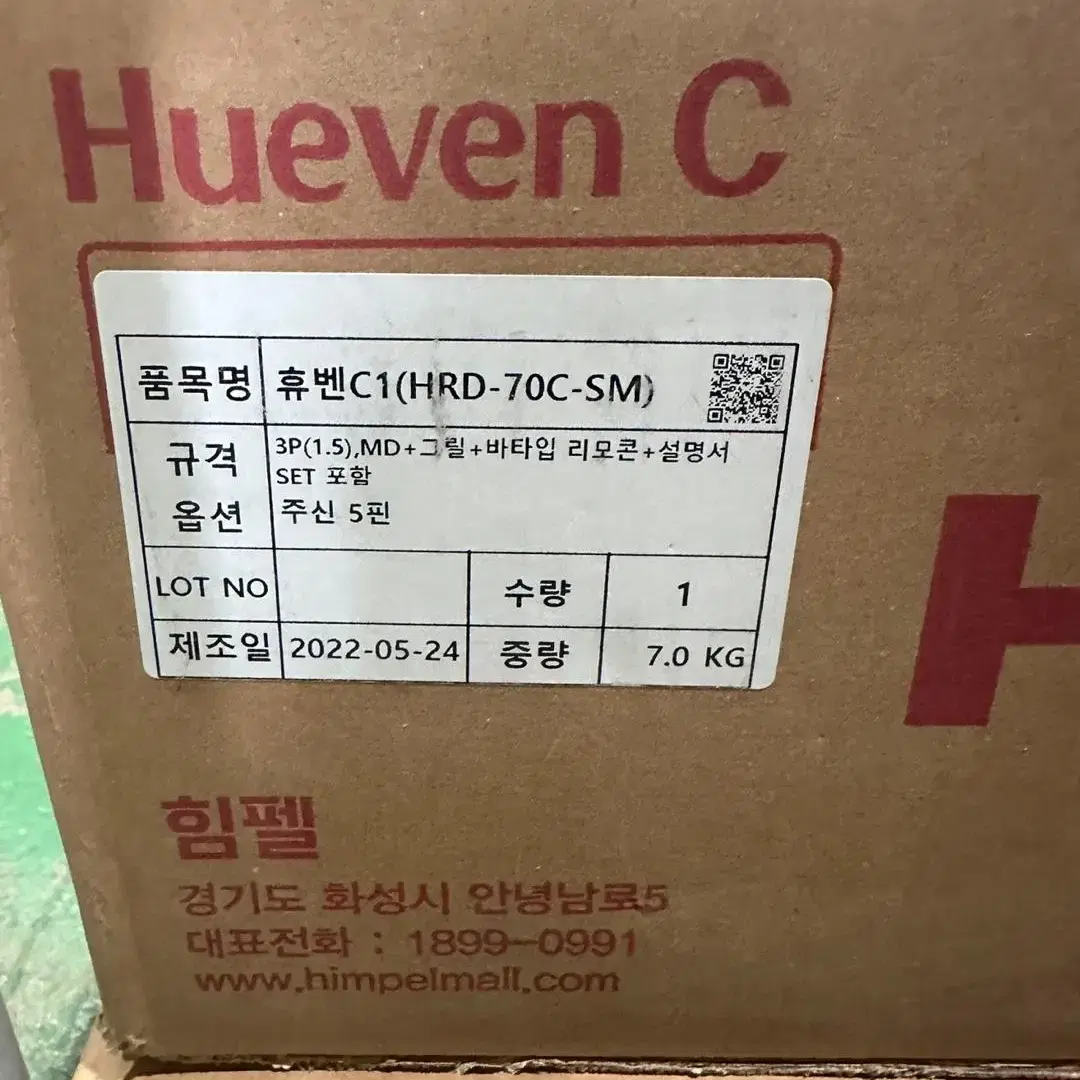 Hueven C
품목명 휴벤C1(HRD-70C-SM)
규격 3P(1.5),MD+그릴+바타입 리모콘+설명서
SET 포함
옵션 주신 5핀
LOT NO 수량 1
제조일 2022-05-24 중량 7.0 KG
H
힘펠
경기도 화성시 안녕남로5
대표전화 : 1899-0991
www.himpelmall.com